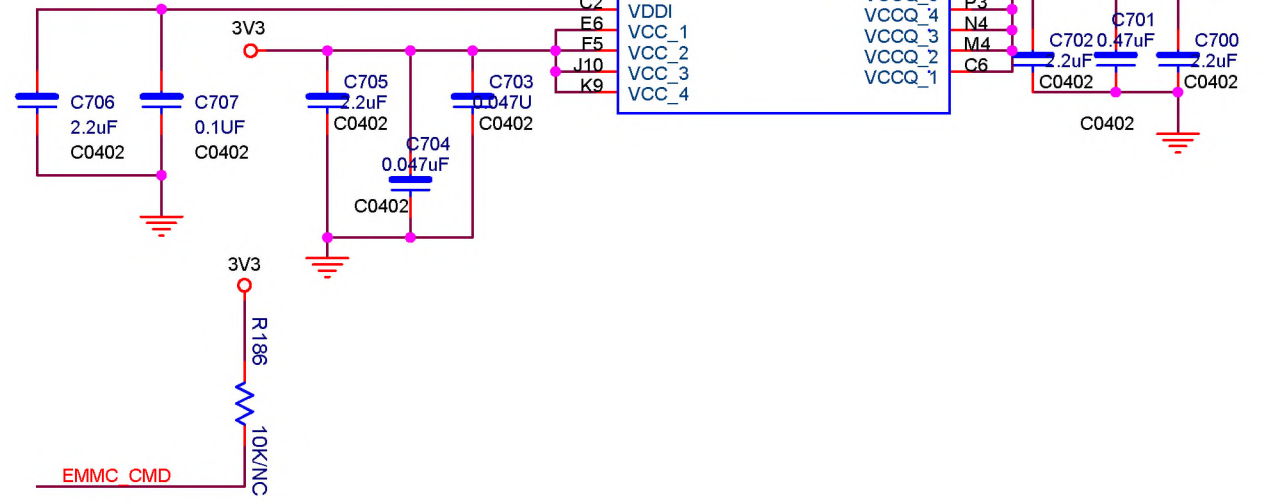 C2
VDDI
E6
VCC_1
F5
VCC_2
J10
VCC_3
K9
VCC_4
P3
VCCQ_4
N4
VCCQ_3
M4
VCCQ_2
C6
VCCQ_1
3V3
C706
2.2uF
C0402
C707
0.1UF
C0402
C705
2.2uF
C0402
C704
0.047uF
C0402
C703
0.047U
C0402
C702
2.2uF
C0402
C701
0.47uF
C0402
C700
2.2uF
C0402
3V3
R186
10K/NC
EMMC_CMD